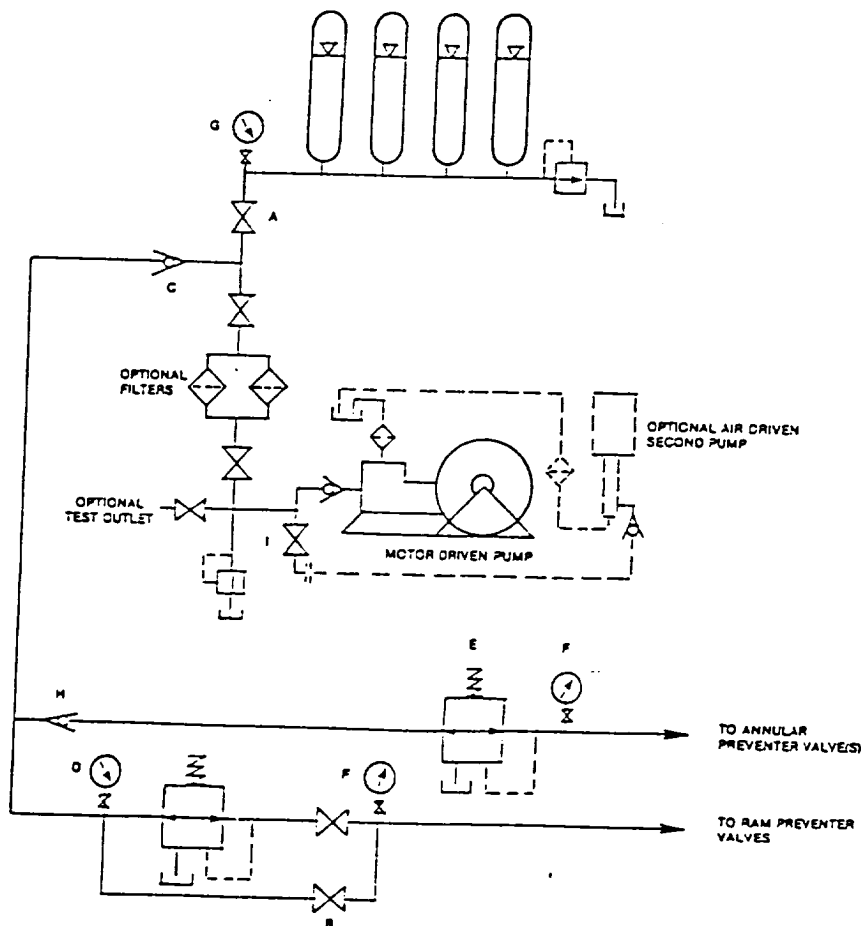 G
A
C
OPTIONAL
FILTERS
OPTIONAL AIR DRIVEN
SECOND PUMP
OPTIONAL
TEST OUTLET
I
MOTOR DRIVEN PUMP
E
F
H
TO ANNULAR
PREVENTER VALVE(S)
F
TO RAM PREVENTER
VALVES